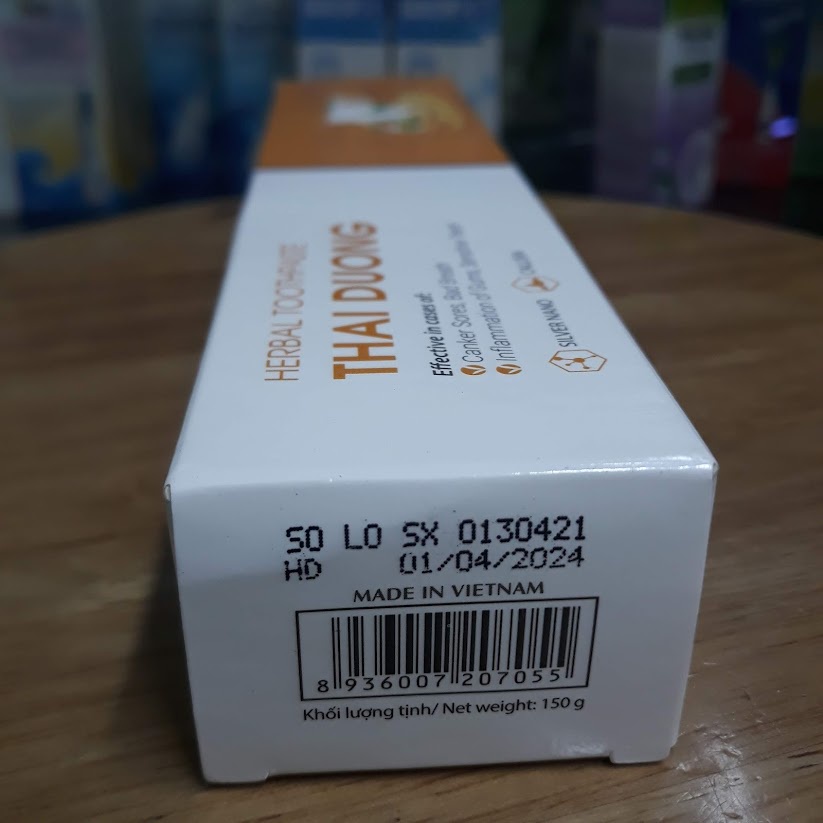 HERBAL TOOTHPASTE
THAI DUONG
Effective in cases of:
Canker Sores, Bad Breath
Inflammation of Gums, Sensitive Teeth
SILVER NANO
CALCIUM
SO LO SX 0130421
HD 01/04/2024
MADE IN VIETNAM
8 936007 207055
Khối lượng tịnh/ Net weight: 150 g